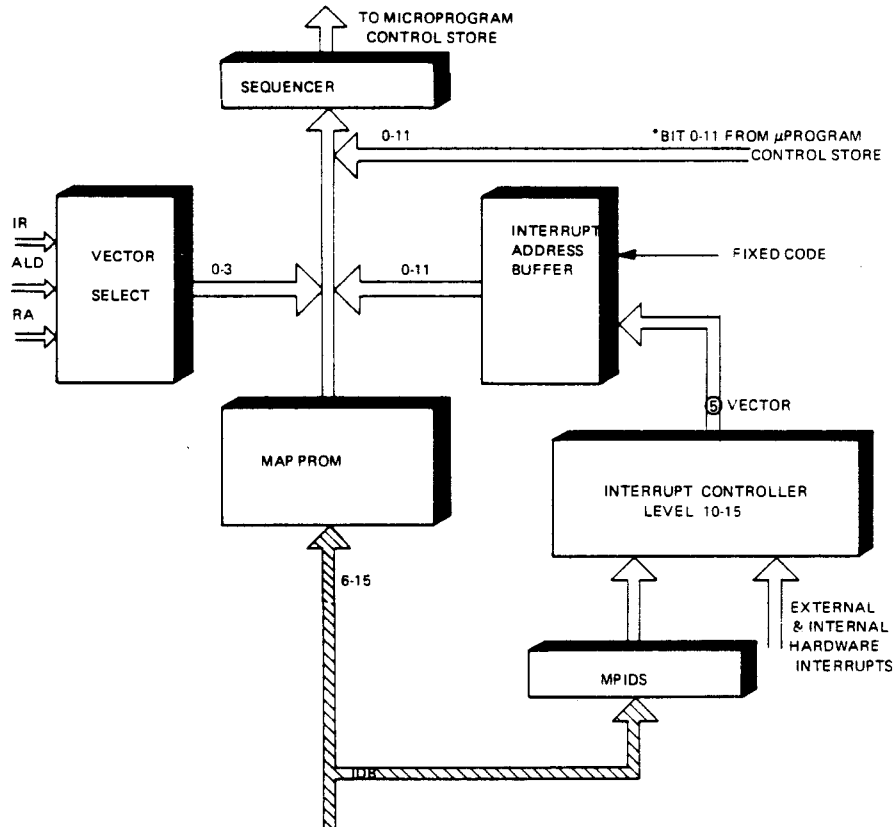 TO MICROPROGRAM
CONTROL STORE
SEQUENCER
0-11
*BIT 0-11 FROM μPROGRAM
CONTROL STORE
IR
ALD
RA
VECTOR
SELECT
0-3
0-11
INTERRUPT
ADDRESS
BUFFER
FIXED CODE
5 VECTOR
MAP PROM
INTERRUPT CONTROLLER
LEVEL 10-15
6-15
EXTERNAL
& INTERNAL
HARDWARE
INTERRUPTS
MPIDS
IDB